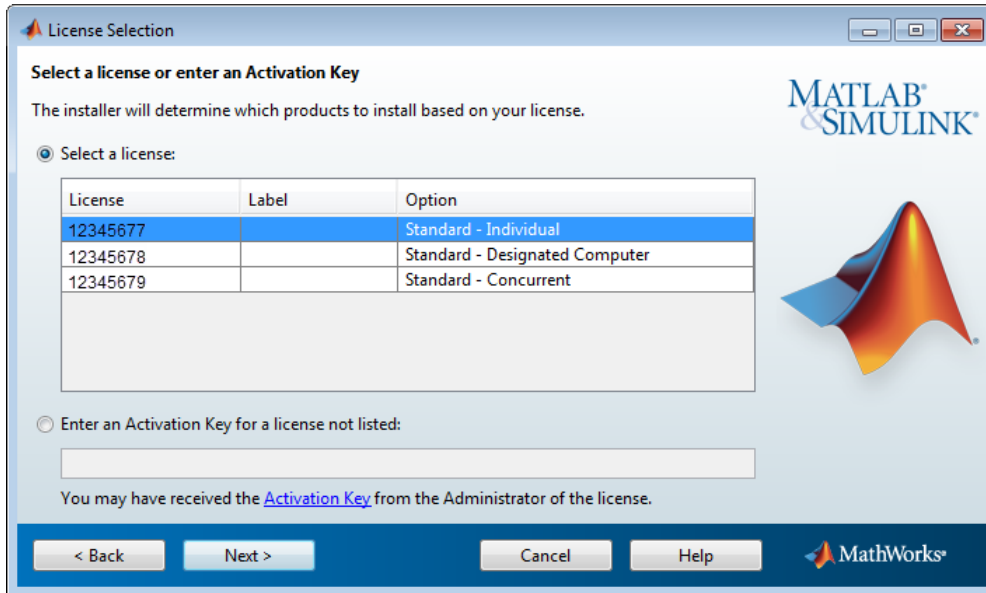 License Selection
Select a license or enter an Activation Key
The installer will determine which products to install based on your license.
MATLAB®
&SIMULINK®
Select a license:
License Label Option
12345677 Standard - Individual
12345678 Standard - Designated Computer
12345679 Standard - Concurrent
Enter an Activation Key for a license not listed:
You may have received the Activation Key from the Administrator of the license.
< Back Next > Cancel Help MathWorks®